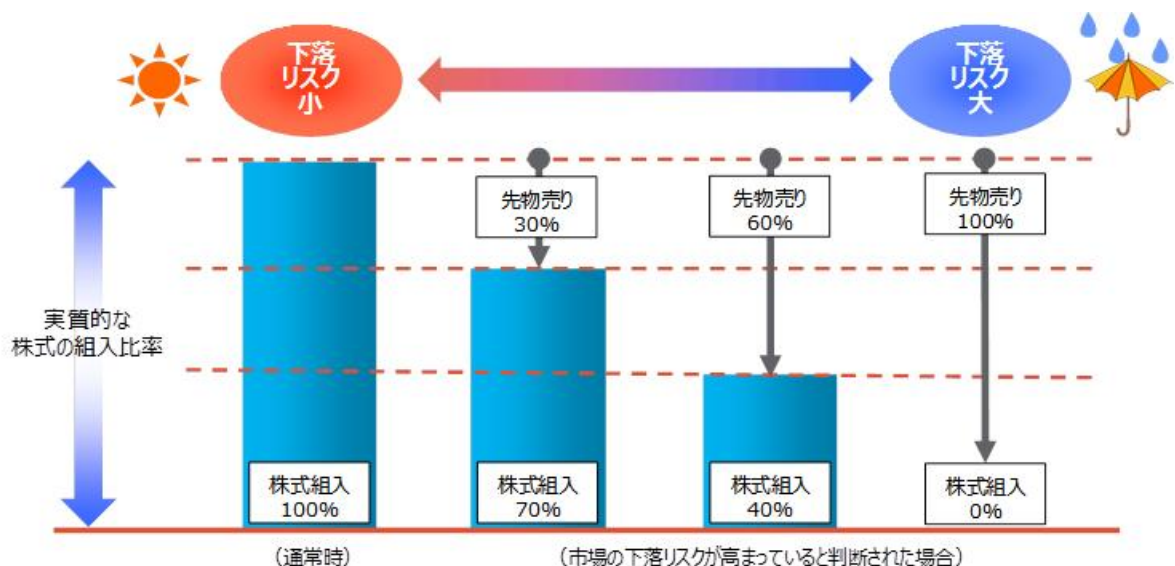 下落
リスク
小
下落
リスク
大
先物売り
30%
先物売り
60%
先物売り
100%
実質的な
株式の組入比率
株式組入
100%
株式組入
70%
株式組入
40%
株式組入
0%
（通常時）
（市場の下落リスクが高まっていると判断された場合）